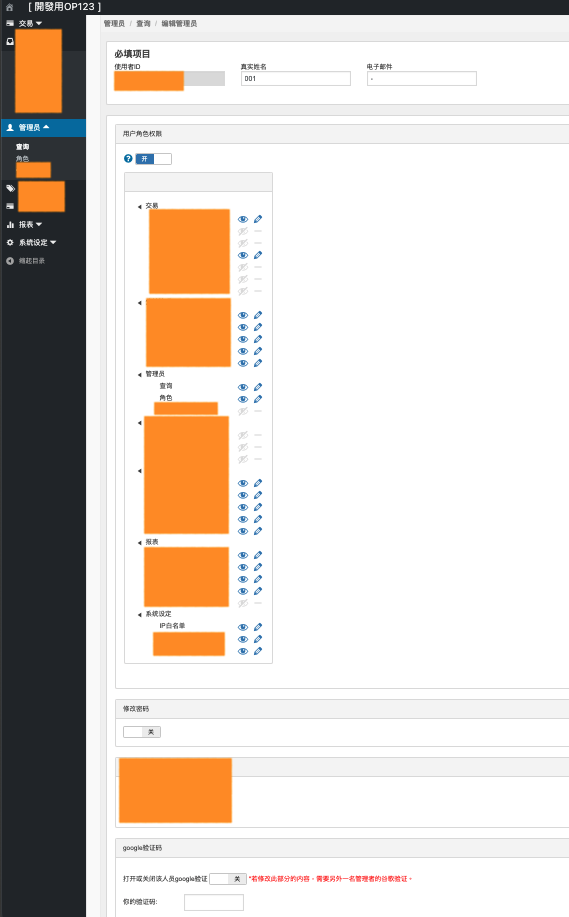 [ 開發用OP123 ]
交易
管理员
查询
角色
报表
系统设定
縮起目录
管理员 / 查询 / 编辑管理员
必填项目
使用者ID
真实姓名
电子邮件
001
-
用户角色权限
开
交易
管理员
查询
角色
报表
系统设定
IP白名单
修改密码
关
google验证码
打开或关闭该人员google验证 关 *若修改此部分的内容，需要另外一名管理者的谷歌验证。
你的验证码: